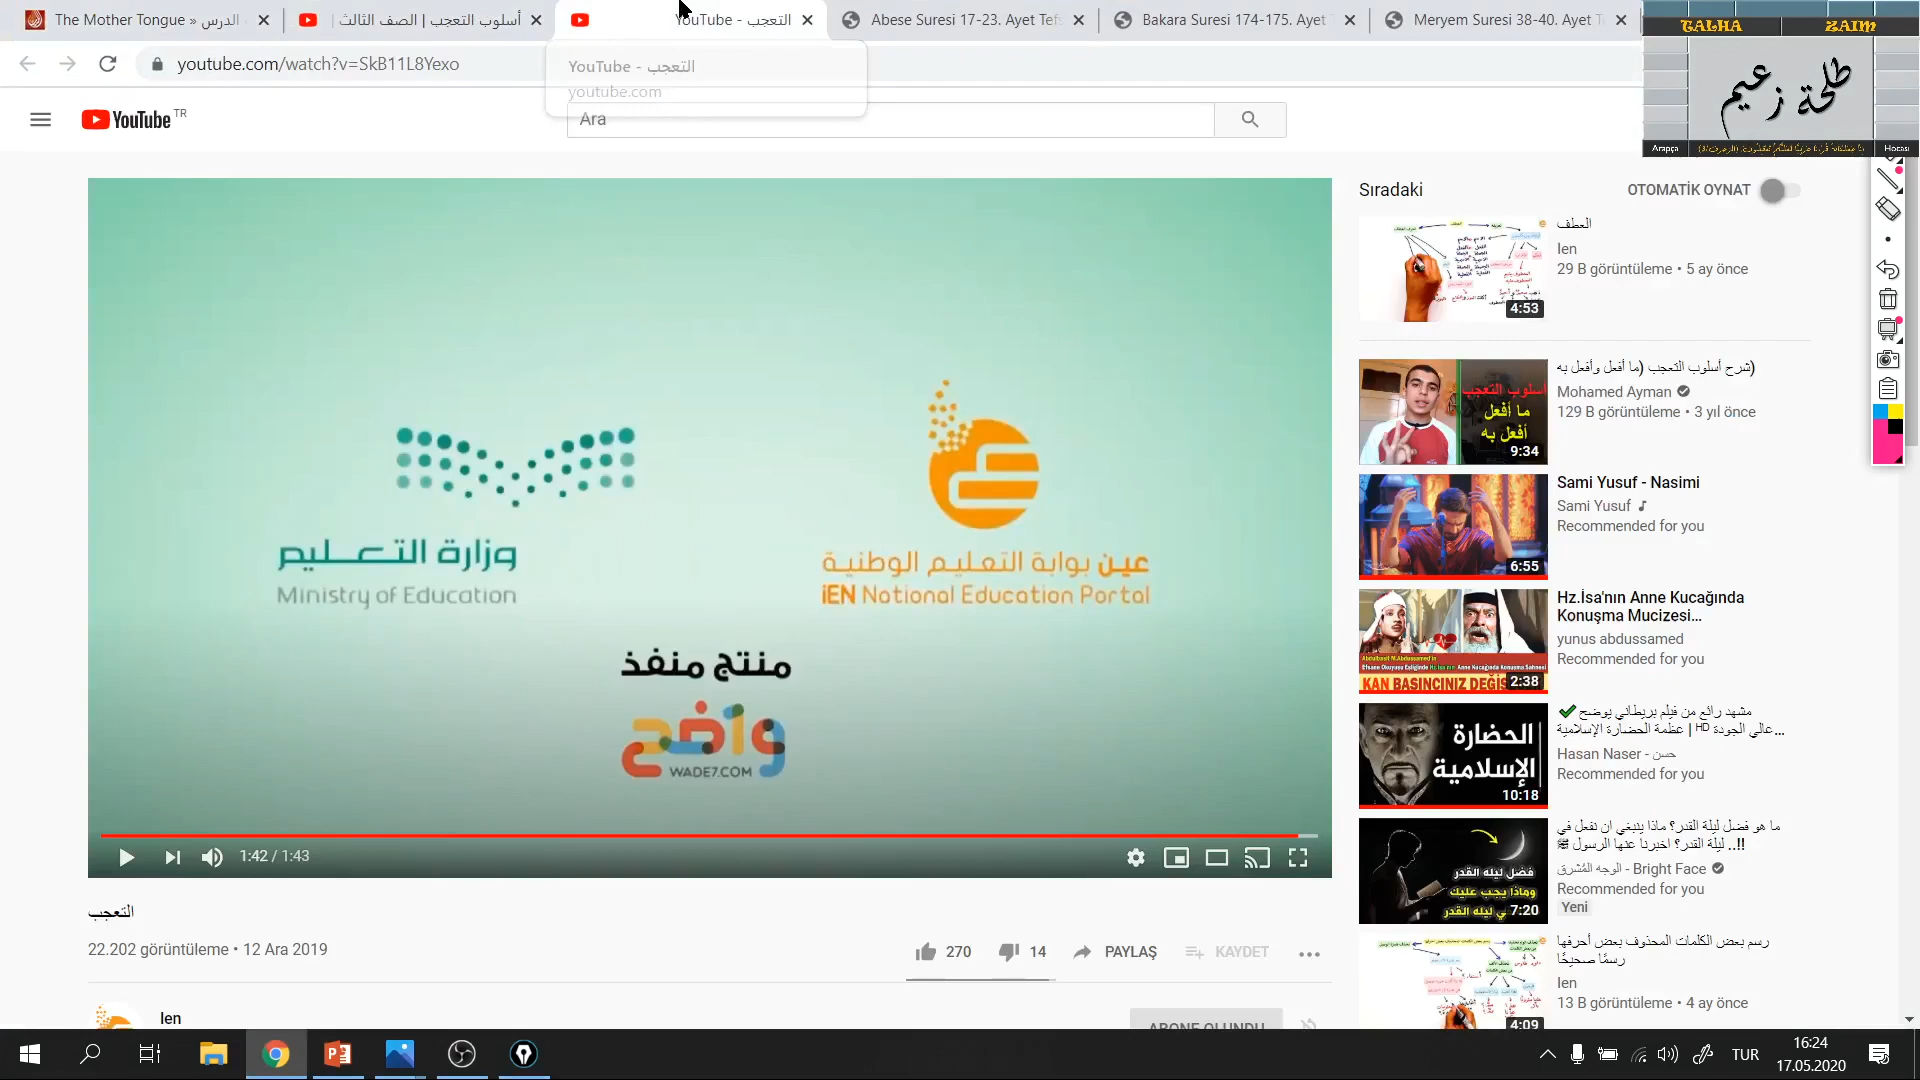 The Mother Tongue » الدرس
أسلوب التعجب | الصف الثالث |
التعجب - YouTube
Abese Suresi 17-23. Ayet Tefs
Bakara Suresi 174-175. Ayet T
Meryem Suresi 38-40. Ayet T
TALHA
ZAIM
youtube.com/watch?v=SkB11L8Yexo
التعجب - YouTube
youtube.com
طلحة زعيم
YouTube TR
Ara
Arapça
Hocası
وزارة التعليم
Ministry of Education
عين بوابة التعليم الوطنية
iEN National Education Portal
منتج منفذ
واضح
WADE7.COM
1:42 / 1:43
التعجب
22.202 görüntüleme • 12 Ara 2019
270
14
PAYLAŞ
KAYDET
Ien
ABONE OLUNDU
Sıradaki
OTOMATİK OYNAT
العطف
Ien
29 B görüntüleme • 5 ay önce
4:53
شرح أسلوب التعجب (ما أفعل وأفعل به)
Mohamed Ayman
129 B görüntüleme • 3 yıl önce
أسلوب التعجب
ما أفعل
أفعل به
9:34
Sami Yusuf - Nasimi
Sami Yusuf
Recommended for you
6:55
Hz.İsa'nın Anne Kucağında
Konuşma Mucizesi...
yunus abdussamed
Recommended for you
KAN BASINCINIZ DEĞİŞ
2:38
مشهد رائع من فيلم بريطاني يوضح
عظمة الحضارة الإسلامية | HD عالي الجودة...
Hasan Naser - حسن
Recommended for you
الحضارة
الإسلامية
10:18
ما هو فضل ليلة القدر؟ ماذا ينبغي ان نفعل في
ليلة القدر؟ اخبرنا عنها الرسول ﷺ ..!!
الوجه المُشرق - Bright Face
Recommended for you
Yeni
فضل ليله القدر
وماذا يجب عليك
في ليله القدر
7:20
رسم بعض الكلمات المحذوف بعض أحرفها
رسمًا صحيحًا
Ien
13 B görüntüleme • 4 ay önce
4:09
TUR
16:24
17.05.2020